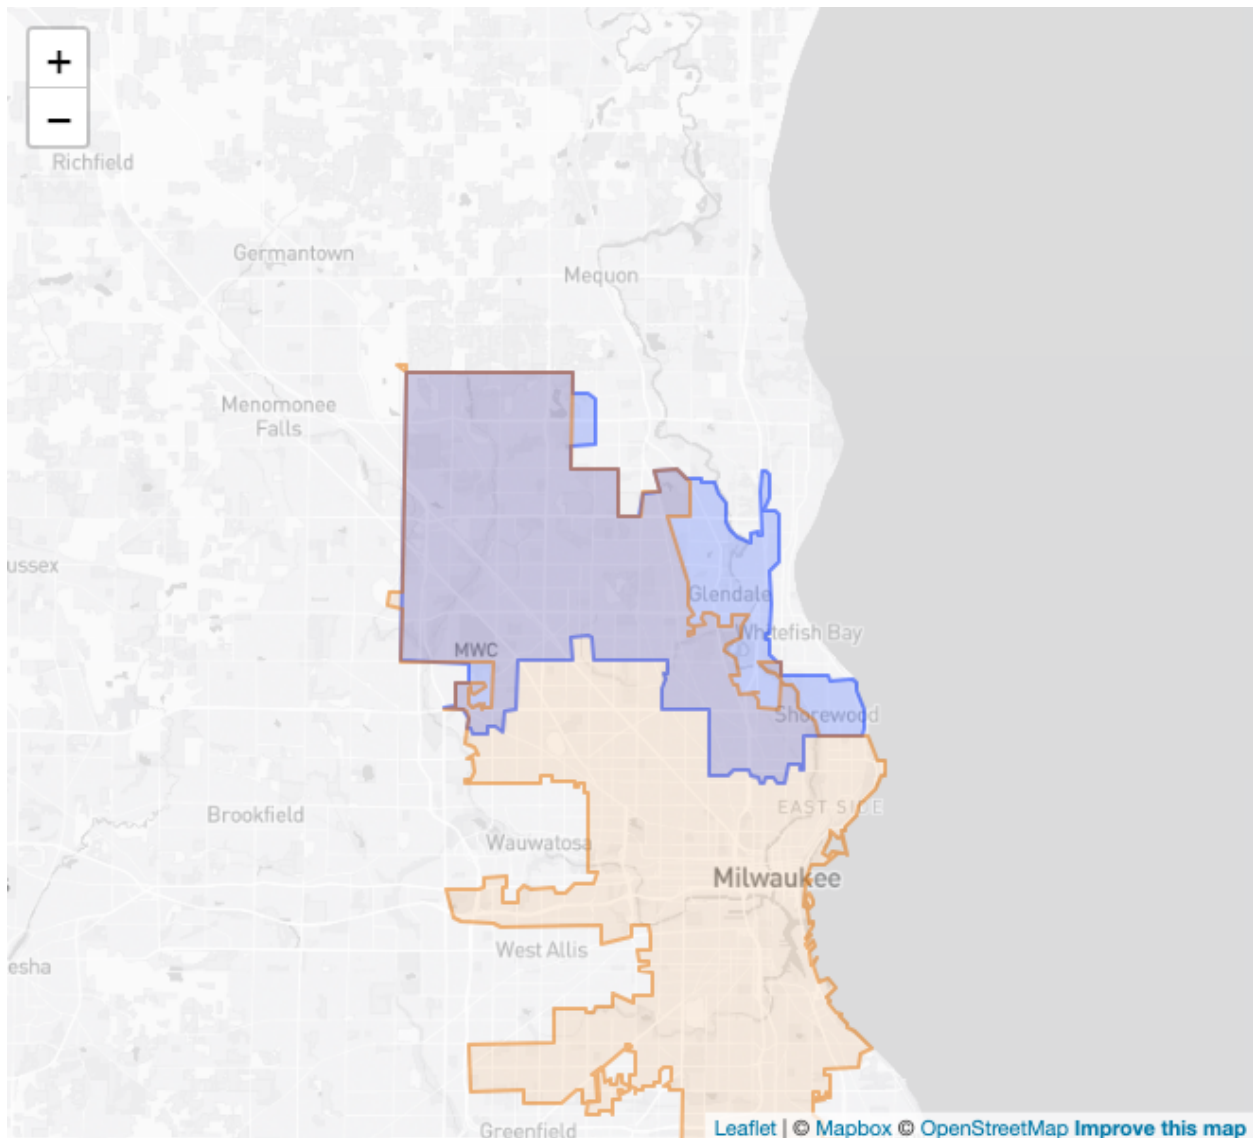 +
−
Richfield
Germantown
Mequon
Menomonee
Falls
ussex
Glendale
Whitefish Bay
MWC
Shorewood
EAST SIDE
Brookfield
Wauwatosa
Milwaukee
West Allis
esha
Greenfield
Leaflet | © Mapbox © OpenStreetMap Improve this map